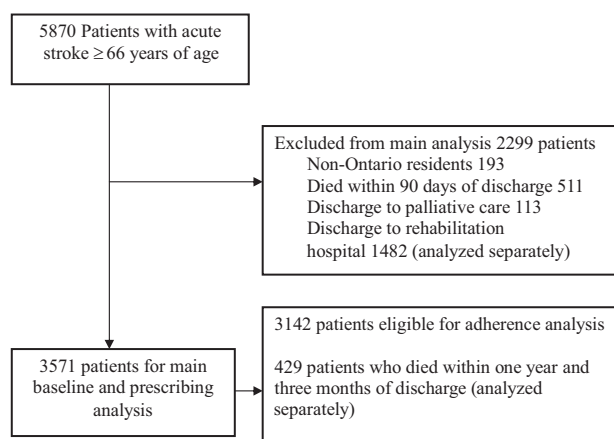 5870 Patients with acute
stroke ≥ 66 years of age
Excluded from main analysis 2299 patients
Non-Ontario residents 193
Died within 90 days of discharge 511
Discharge to palliative care 113
Discharge to rehabilitation
hospital 1482 (analyzed separately)
3571 patients for main
baseline and prescribing
analysis
3142 patients eligible for adherence analysis
429 patients who died within one year and
three months of discharge (analyzed
separately)